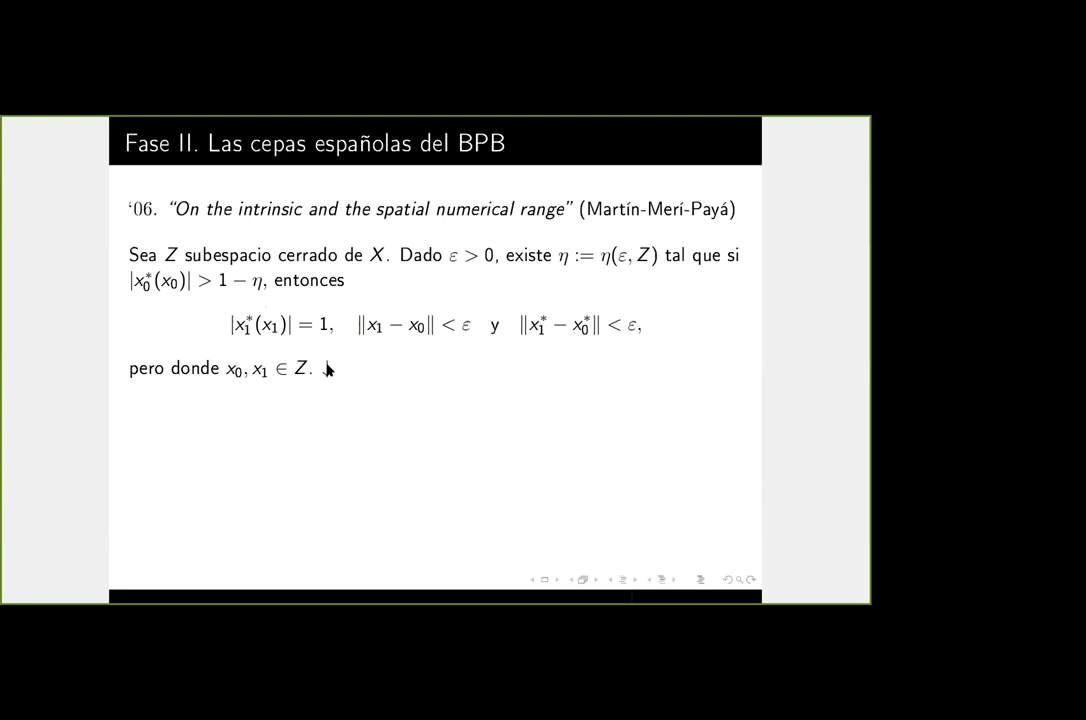 Fase II. Las cepas españolas del BPB
‘06. “On the intrinsic and the spatial numerical range” (Martín-Merí-Payá)
Sea Z subespacio cerrado de X. Dado ε > 0, existe η := η(ε, Z) tal que si
|x₀*(x₀)| > 1 − η, entonces
|x₁*(x₁)| = 1, ‖x₁ − x₀‖ < ε y ‖x₁* − x₀*‖ < ε,
pero donde x₀, x₁ ∈ Z.